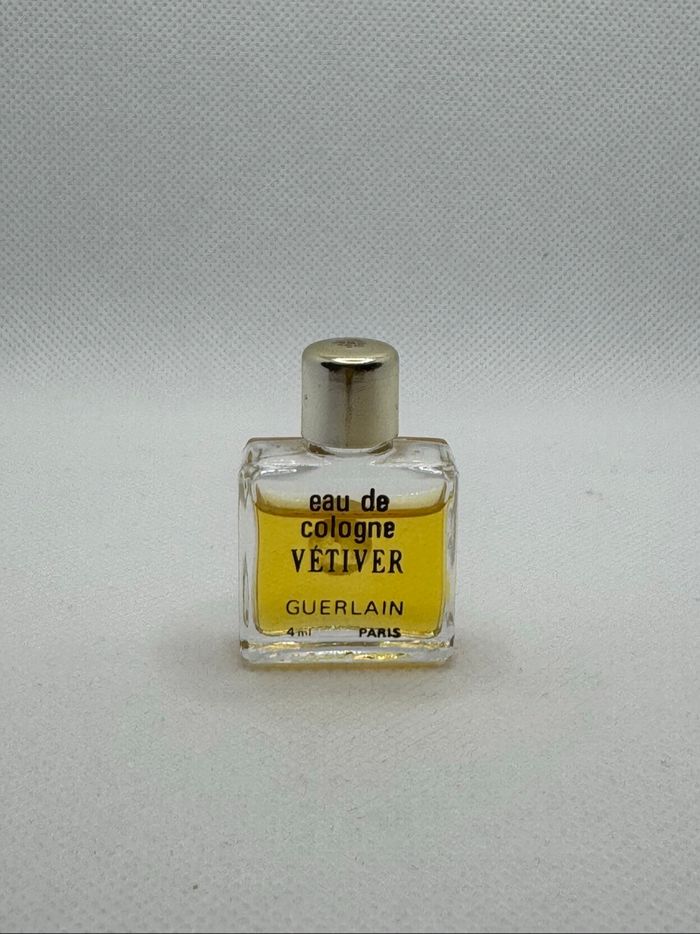 eau de
cologne
VÉTIVER
GUERLAIN
4 ml PARIS